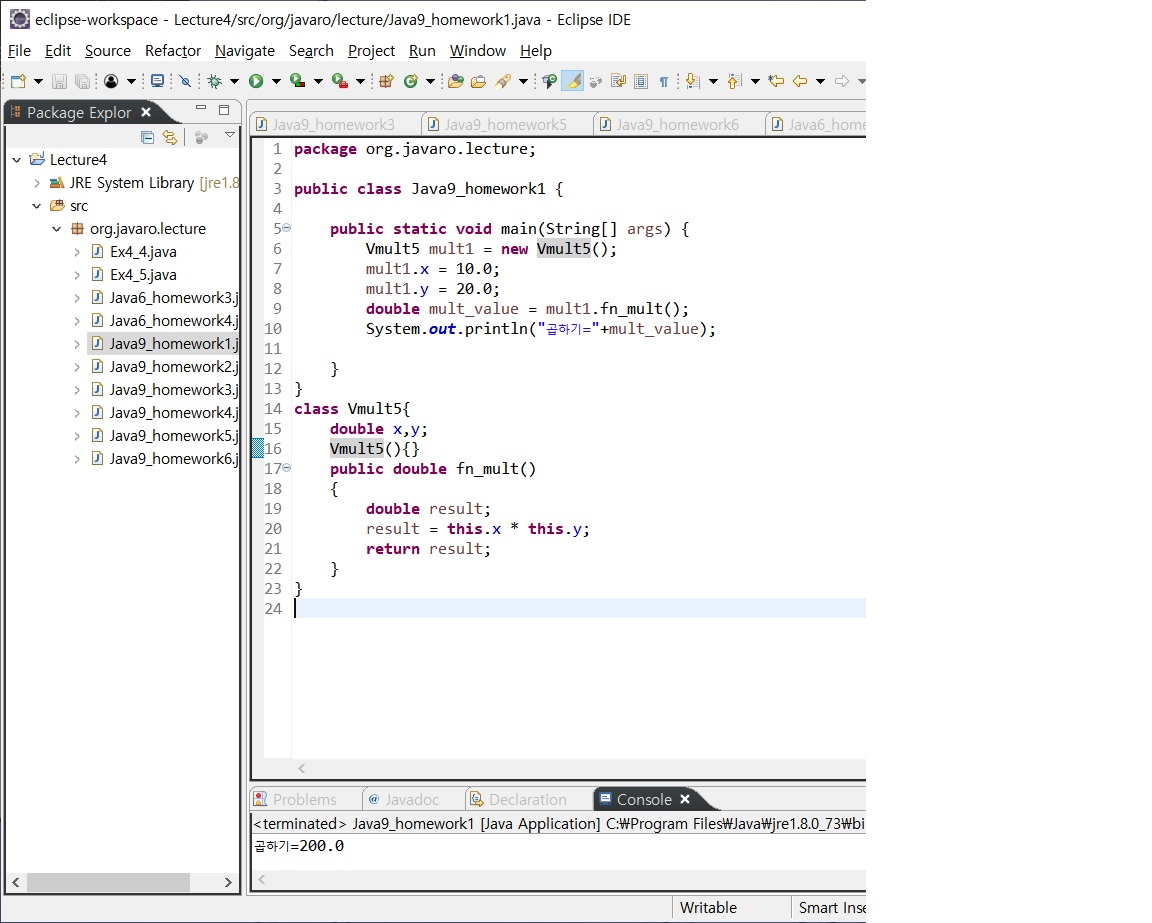 eclipse-workspace - Lecture4/src/org/javaro/lecture/Java9_homework1.java - Eclipse IDE
File Edit Source Refactor Navigate Search Project Run Window Help
Package Explor
Lecture4
JRE System Library [jre1.8
src
org.javaro.lecture
Ex4_4.java
Ex4_5.java
Java6_homework3.j
Java6_homework4.j
Java9_homework1.j
Java9_homework2.j
Java9_homework3.j
Java9_homework4.j
Java9_homework5.j
Java9_homework6.j
Java9_homework3 Java9_homework5 Java9_homework6 Java6_home
1 package org.javaro.lecture;
2
3 public class Java9_homework1 {
4
5 public static void main(String[] args) {
6 Vmult5 mult1 = new Vmult5();
7 mult1.x = 10.0;
8 mult1.y = 20.0;
9 double mult_value = mult1.fn_mult();
10 System.out.println("곱하기="+mult_value);
11
12 }
13 }
14 class Vmult5{
15 double x,y;
16 Vmult5(){}
17 public double fn_mult()
18 {
19 double result;
20 result = this.x * this.y;
21 return result;
22 }
23 }
24
Problems Javadoc Declaration Console
<terminated> Java9_homework1 [Java Application] C:₩Program Files₩Java₩jre1.8.0_73₩bi
곱하기=200.0
Writable Smart Inse